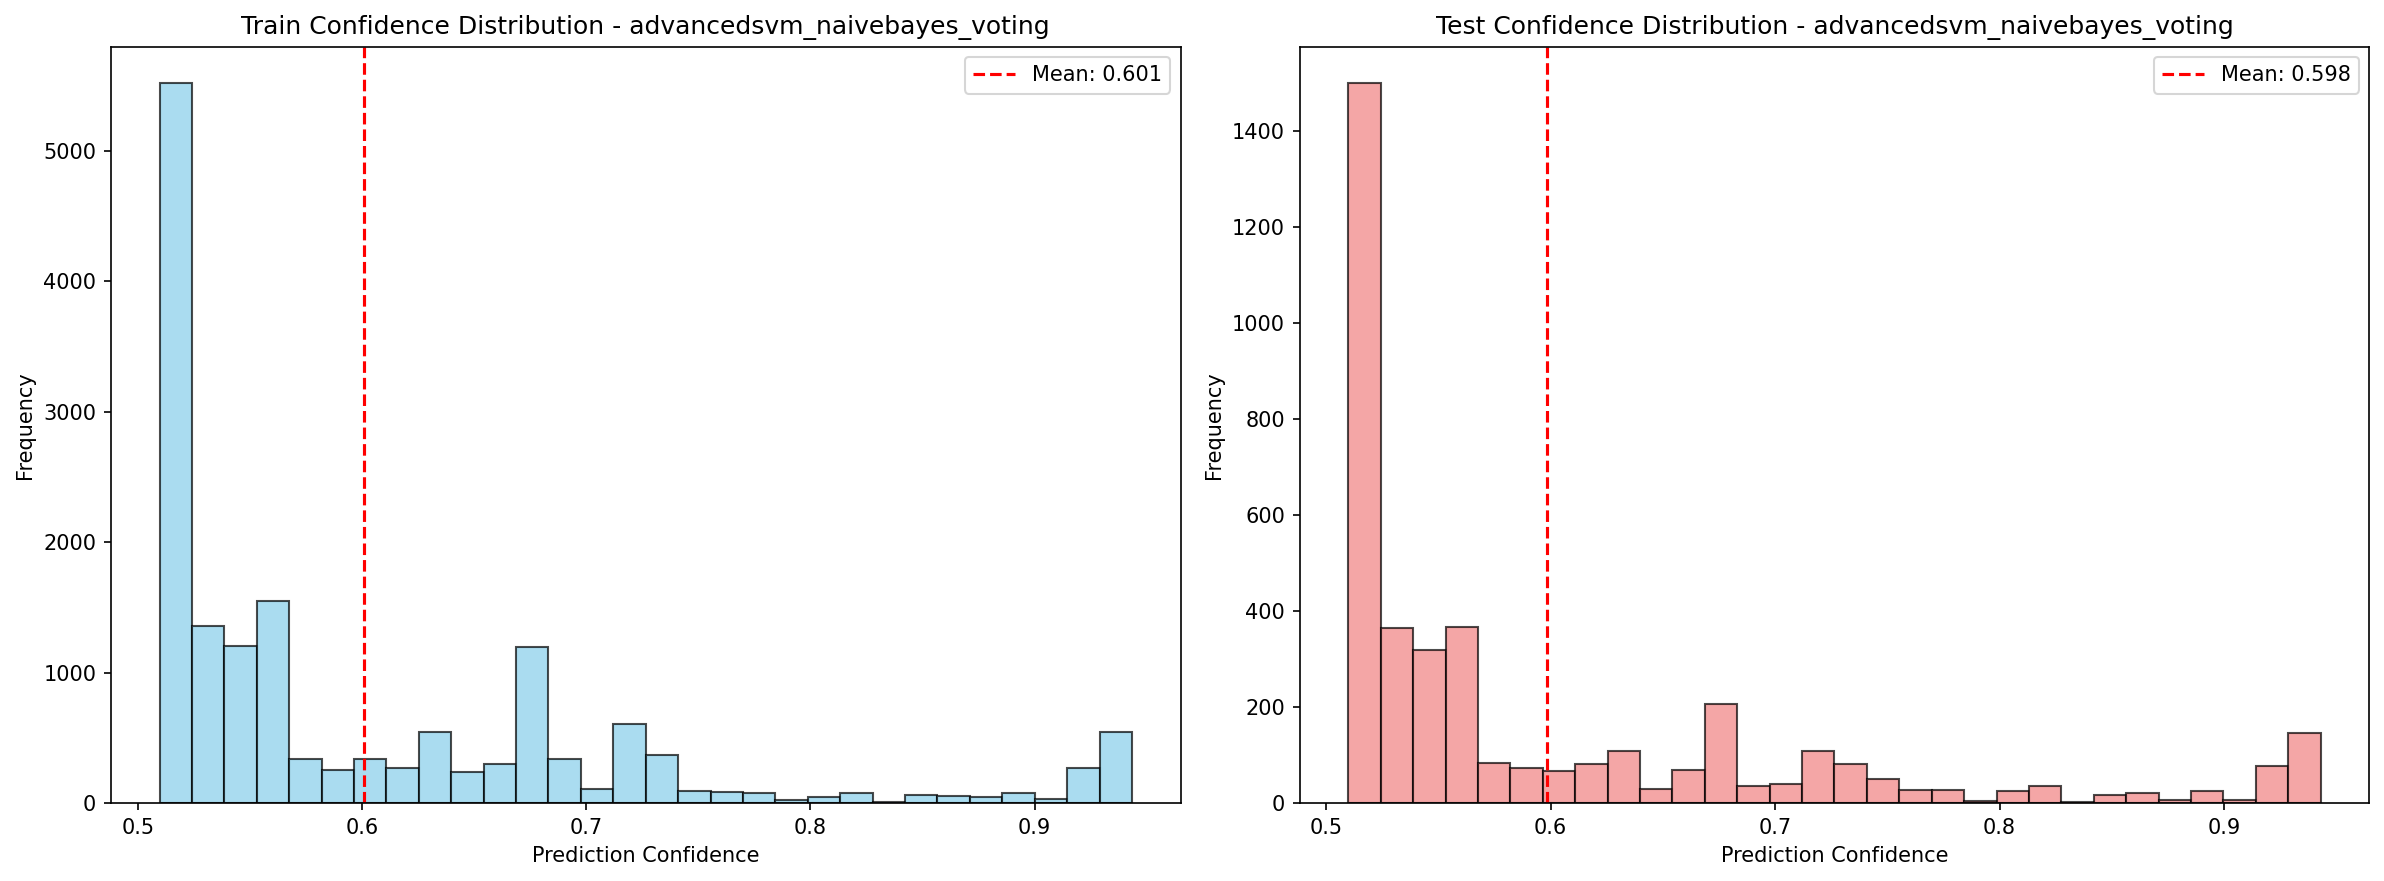 Train Confidence Distribution - advancedsvm_naivebayes_voting
Mean: 0.601
Frequency
5000
4000
3000
2000
1000
0
0.5 0.6 0.7 0.8 0.9
Prediction Confidence
Test Confidence Distribution - advancedsvm_naivebayes_voting
Mean: 0.598
Frequency
1400
1200
1000
800
600
400
200
0
0.5 0.6 0.7 0.8 0.9
Prediction Confidence